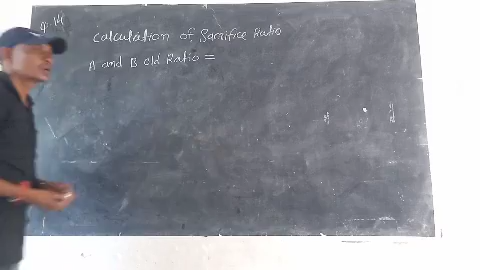 Q.14
Calculation of Sacrifice Ratio
A and B old Ratio =